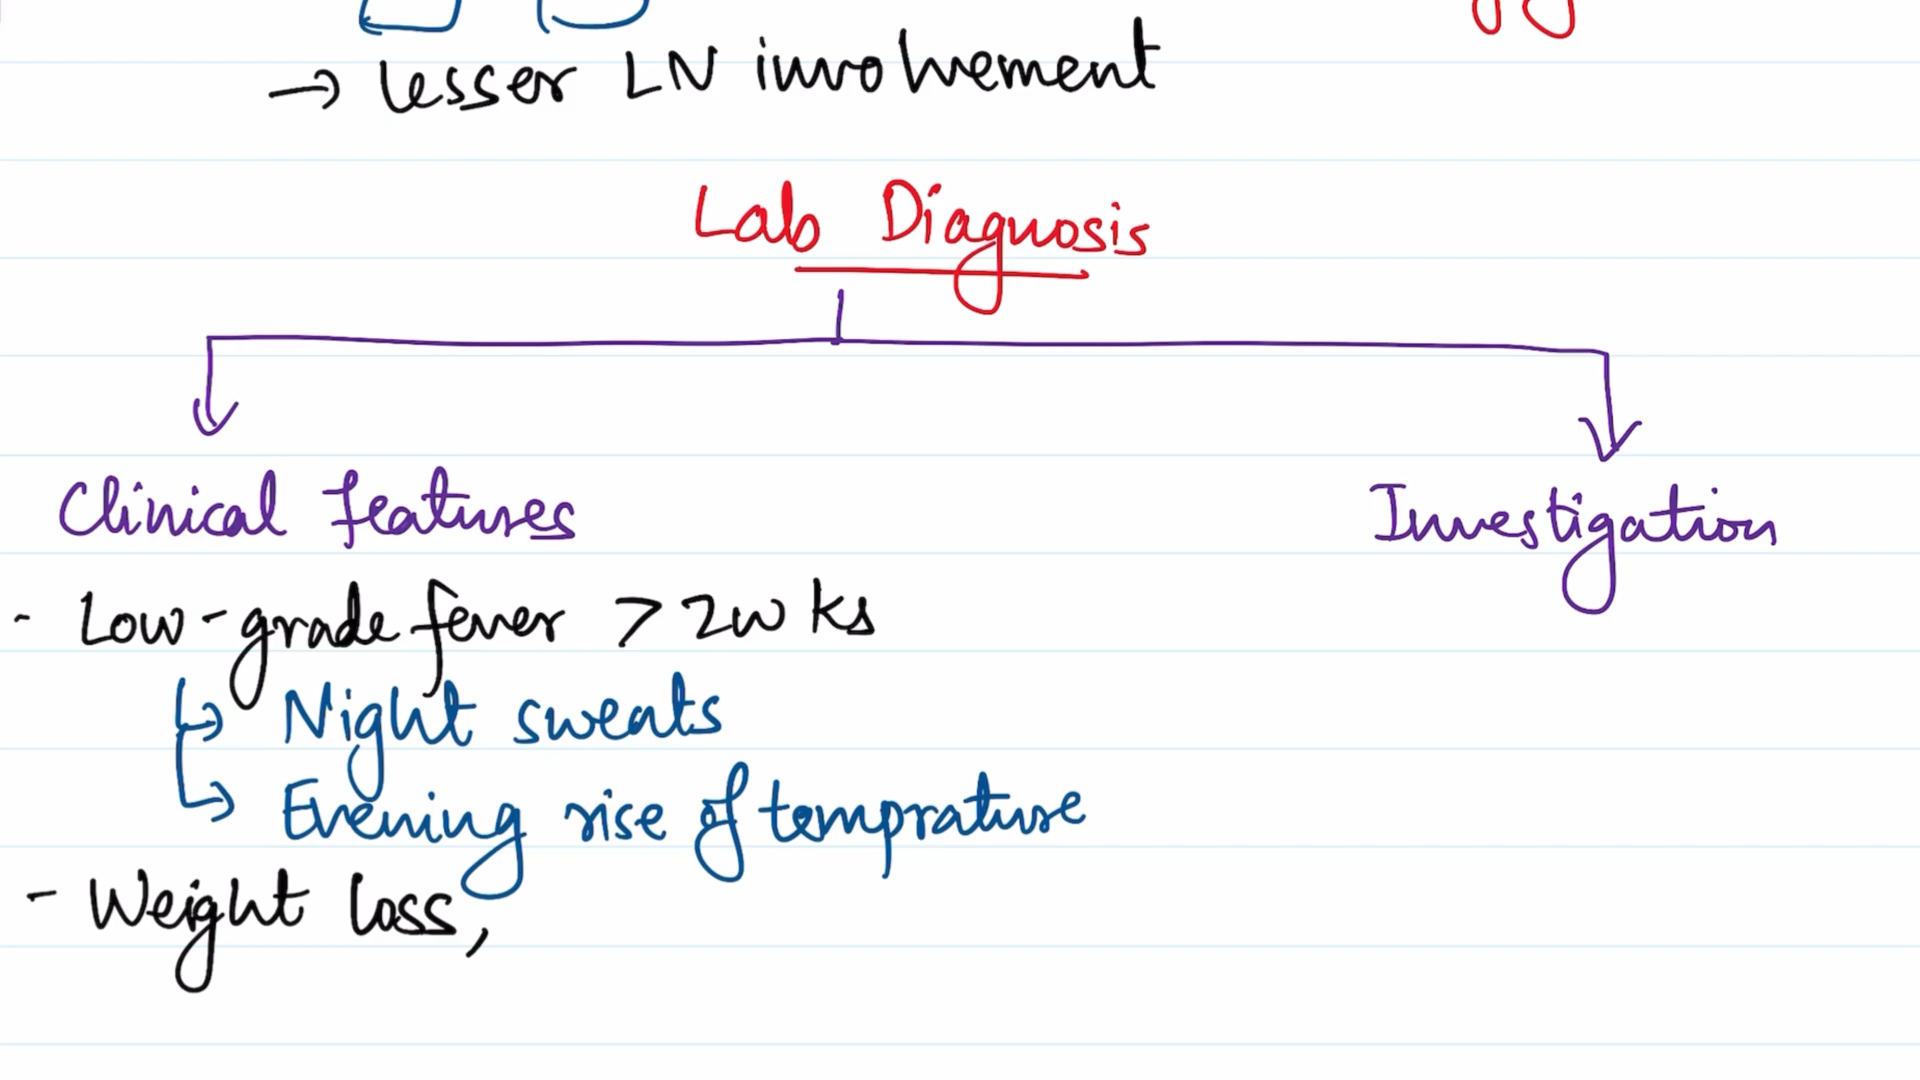 → lesser LN involvement
Lab Diagnosis
Clinical features
Investigation
- Low-grade fever > 2wks
↳ Night sweats
↳ Evening rise of temprature
- Weight loss,